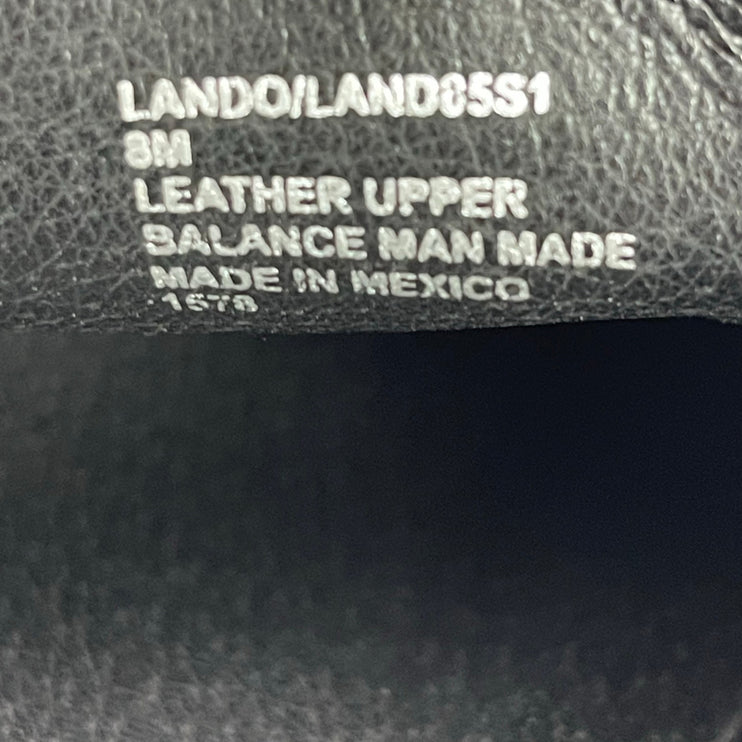 LANDO/LAND05S1
8M
LEATHER UPPER
BALANCE MAN MADE
MADE IN MEXICO
1678